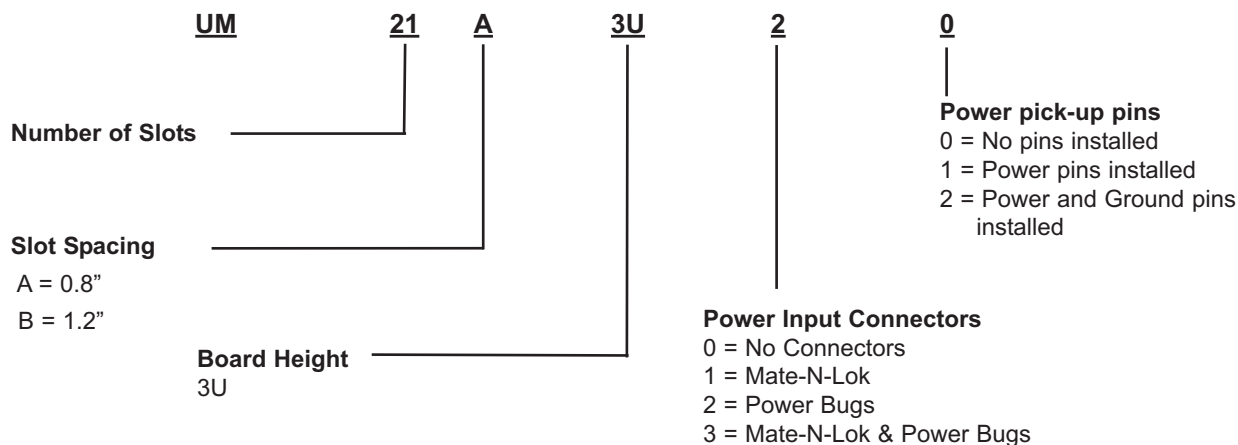 UM 21 A 3U 2 0
Number of Slots
Power pick-up pins
0 = No pins installed
1 = Power pins installed
2 = Power and Ground pins
installed
Slot Spacing
A = 0.8”
B = 1.2”
Board Height
3U
Power Input Connectors
0 = No Connectors
1 = Mate-N-Lok
2 = Power Bugs
3 = Mate-N-Lok & Power Bugs